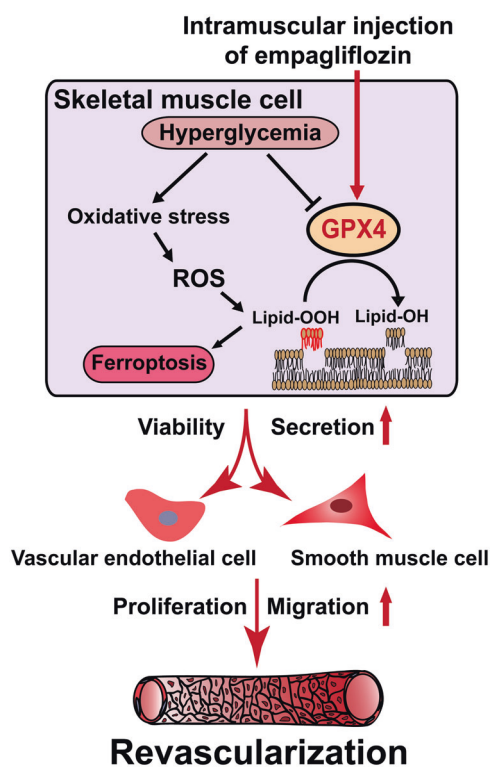 Intramuscular injection
of empagliflozin
Skeletal muscle cell
Hyperglycemia
Oxidative stress
GPX4
ROS
Lipid-OOH
Lipid-OH
Ferroptosis
Viability
Secretion
Vascular endothelial cell
Smooth muscle cell
Proliferation
Migration
Revascularization